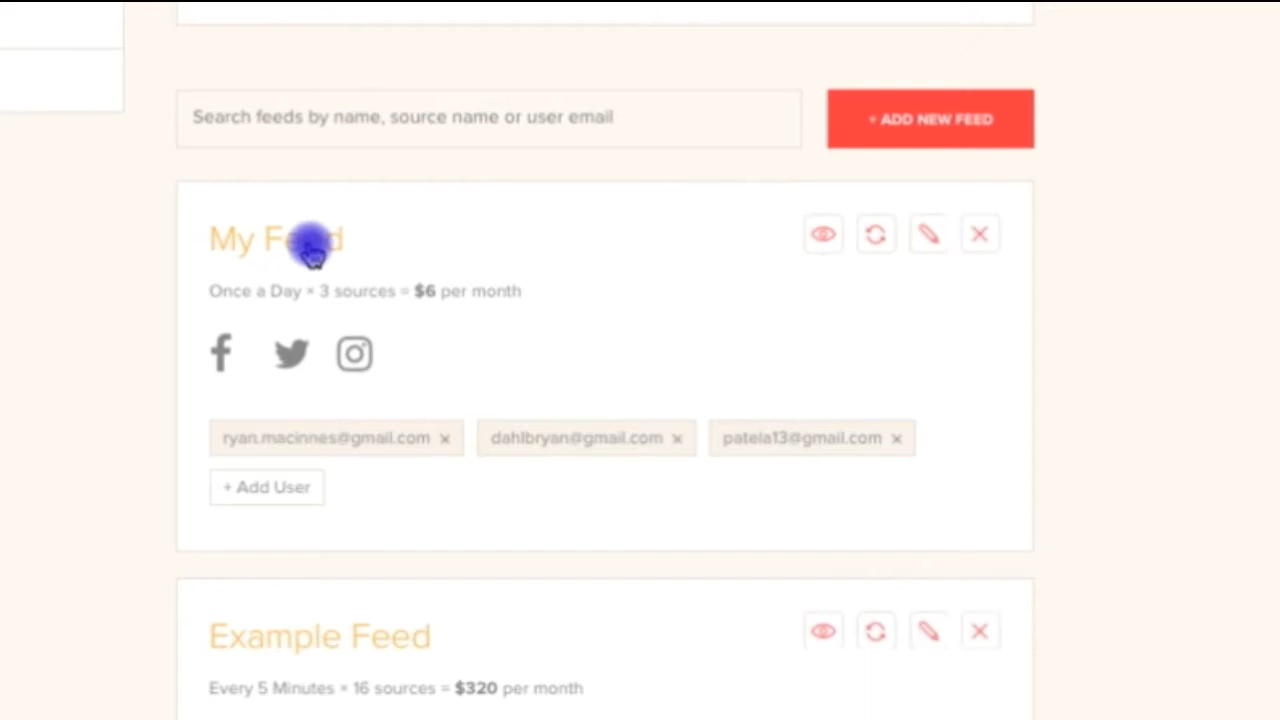 Search feeds by name, source name or user email
+ ADD NEW FEED
My Feed
Once a Day × 3 sources = $6 per month
ryan.macinnes@gmail.com × dahlbryan@gmail.com × patela13@gmail.com ×
+ Add User
Example Feed
Every 5 Minutes × 16 sources = $320 per month